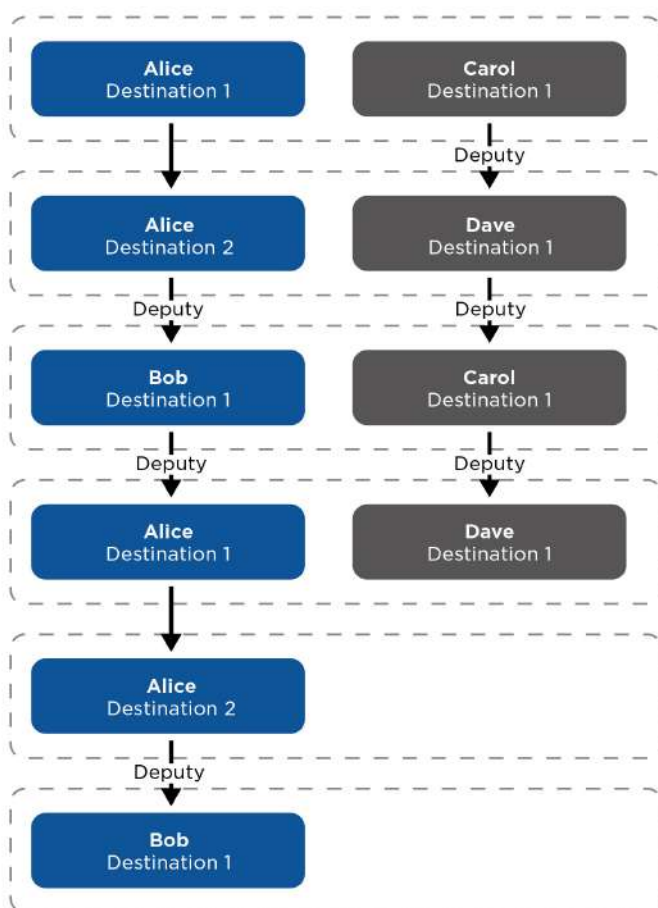 Alice
Destination 1
Carol
Destination 1
Deputy
Alice
Destination 2
Dave
Destination 1
Deputy
Deputy
Bob
Destination 1
Carol
Destination 1
Deputy
Deputy
Alice
Destination 1
Dave
Destination 1
Alice
Destination 2
Deputy
Bob
Destination 1